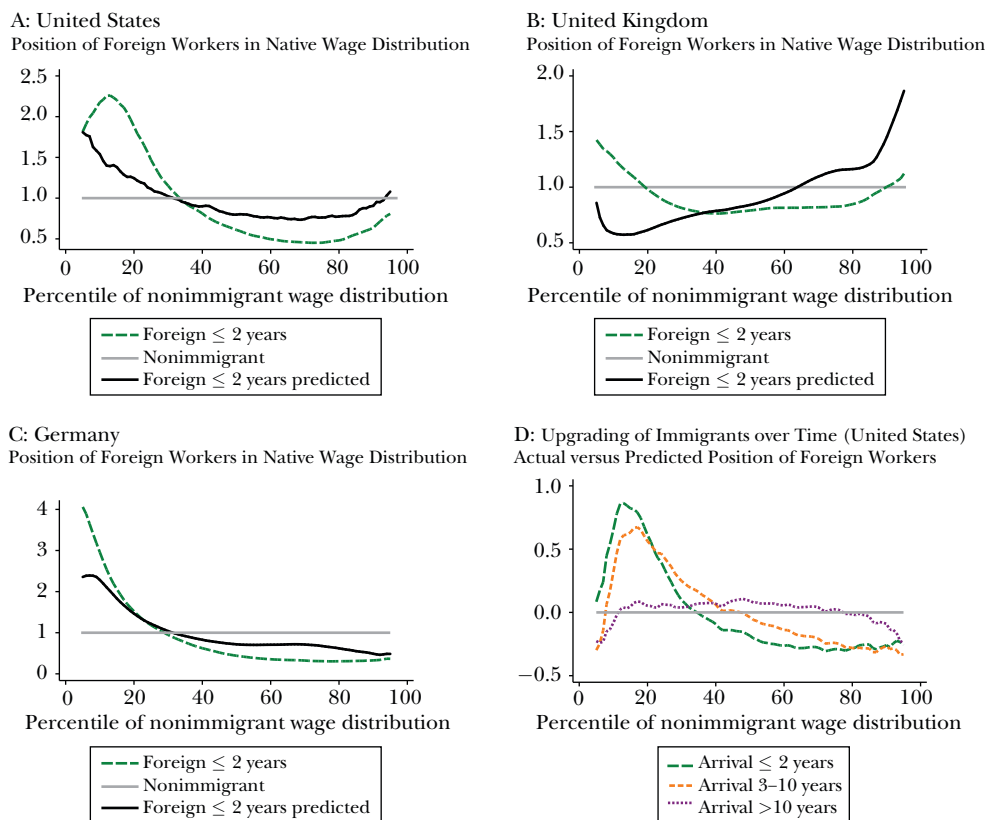 A: United States
Position of Foreign Workers in Native Wage Distribution
2.5
2.0
1.5
1.0
0.5
0 20 40 60 80 100
Percentile of nonimmigrant wage distribution
Foreign ≤ 2 years
Nonimmigrant
Foreign ≤ 2 years predicted
B: United Kingdom
Position of Foreign Workers in Native Wage Distribution
2.0
1.5
1.0
0.5
0 20 40 60 80 100
Percentile of nonimmigrant wage distribution
Foreign ≤ 2 years
Nonimmigrant
Foreign ≤ 2 years predicted
C: Germany
Position of Foreign Workers in Native Wage Distribution
4
3
2
1
0
0 20 40 60 80 100
Percentile of nonimmigrant wage distribution
Foreign ≤ 2 years
Nonimmigrant
Foreign ≤ 2 years predicted
D: Upgrading of Immigrants over Time (United States)
Actual versus Predicted Position of Foreign Workers
1.0
0.5
0.0
−0.5
0 20 40 60 80 100
Percentile of nonimmigrant wage distribution
Arrival ≤ 2 years
Arrival 3–10 years
Arrival >10 years